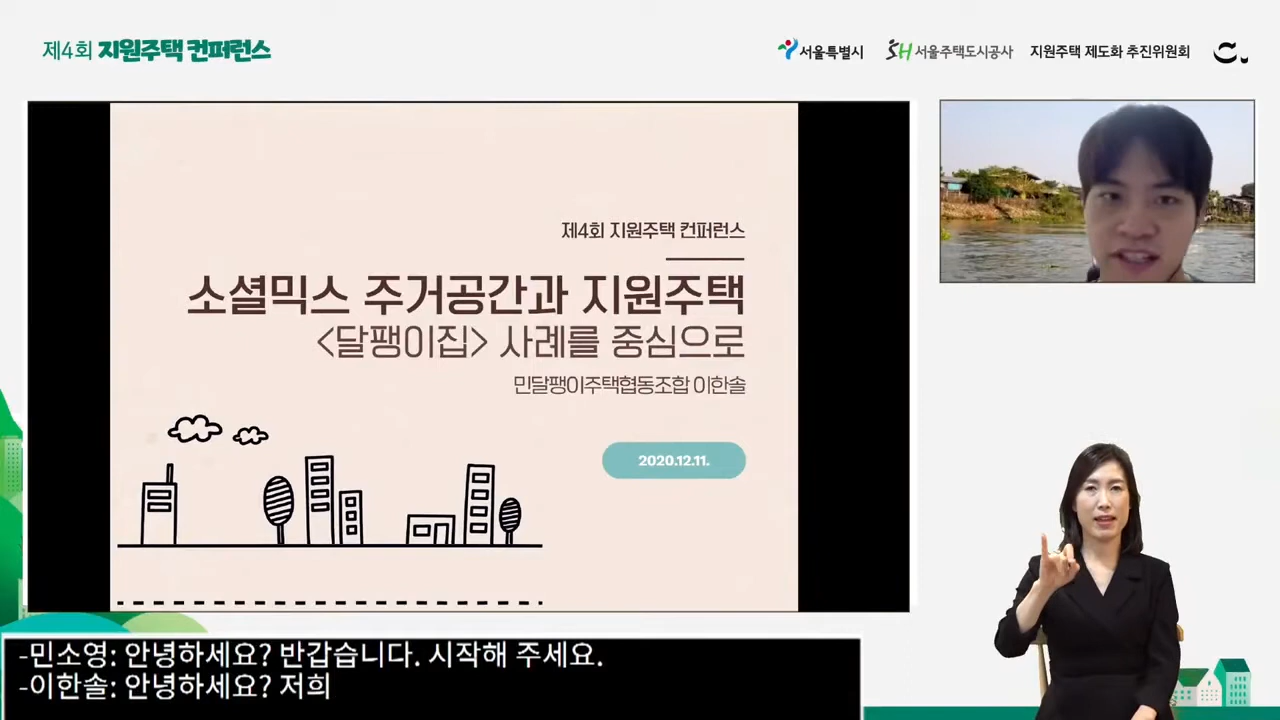 제4회 지원주택 컨퍼런스
서울특별시 SH 서울주택도시공사 지원주택 제도화 추진위원회
제4회 지원주택 컨퍼런스
소셜믹스 주거공간과 지원주택
<달팽이집> 사례를 중심으로
민달팽이주택협동조합 이한솔
2020.12.11.
-민소영: 안녕하세요? 반갑습니다. 시작해 주세요.
-이한솔: 안녕하세요? 저희